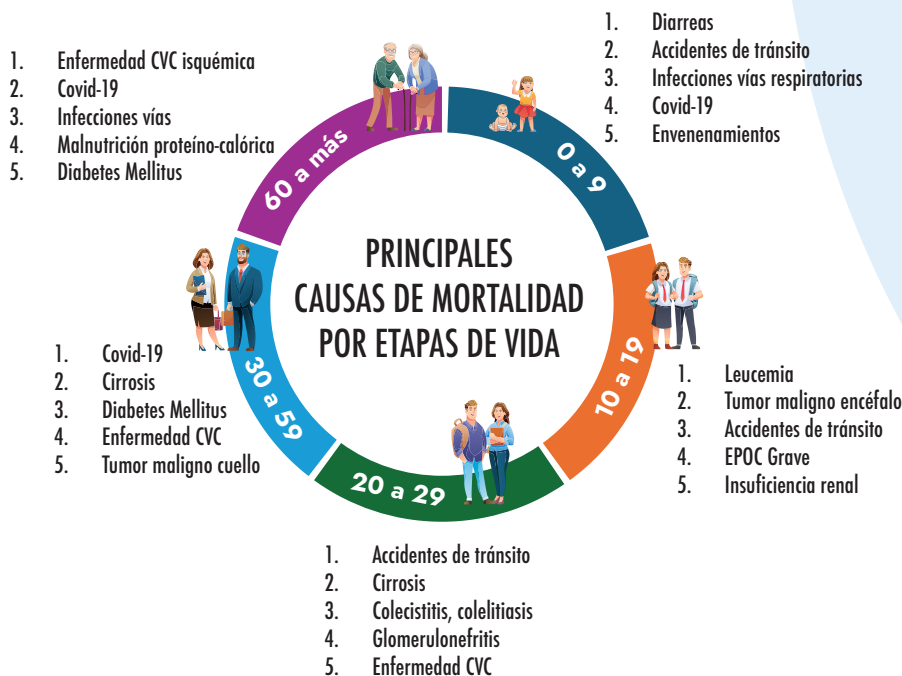 PRINCIPALES
CAUSAS DE MORTALIDAD
POR ETAPAS DE VIDA
0 a 9
1. Diarreas
2. Accidentes de tránsito
3. Infecciones vías respiratorias
4. Covid-19
5. Envenenamientos
10 a 19
1. Leucemia
2. Tumor maligno encéfalo
3. Accidentes de tránsito
4. EPOC Grave
5. Insuficiencia renal
20 a 29
1. Accidentes de tránsito
2. Cirrosis
3. Colecistitis, colelitiasis
4. Glomerulonefritis
5. Enfermedad CVC
30 a 59
1. Covid-19
2. Cirrosis
3. Diabetes Mellitus
4. Enfermedad CVC
5. Tumor maligno cuello
60 a más
1. Enfermedad CVC isquémica
2. Covid-19
3. Infecciones vías
4. Malnutrición proteíno-calórica
5. Diabetes Mellitus